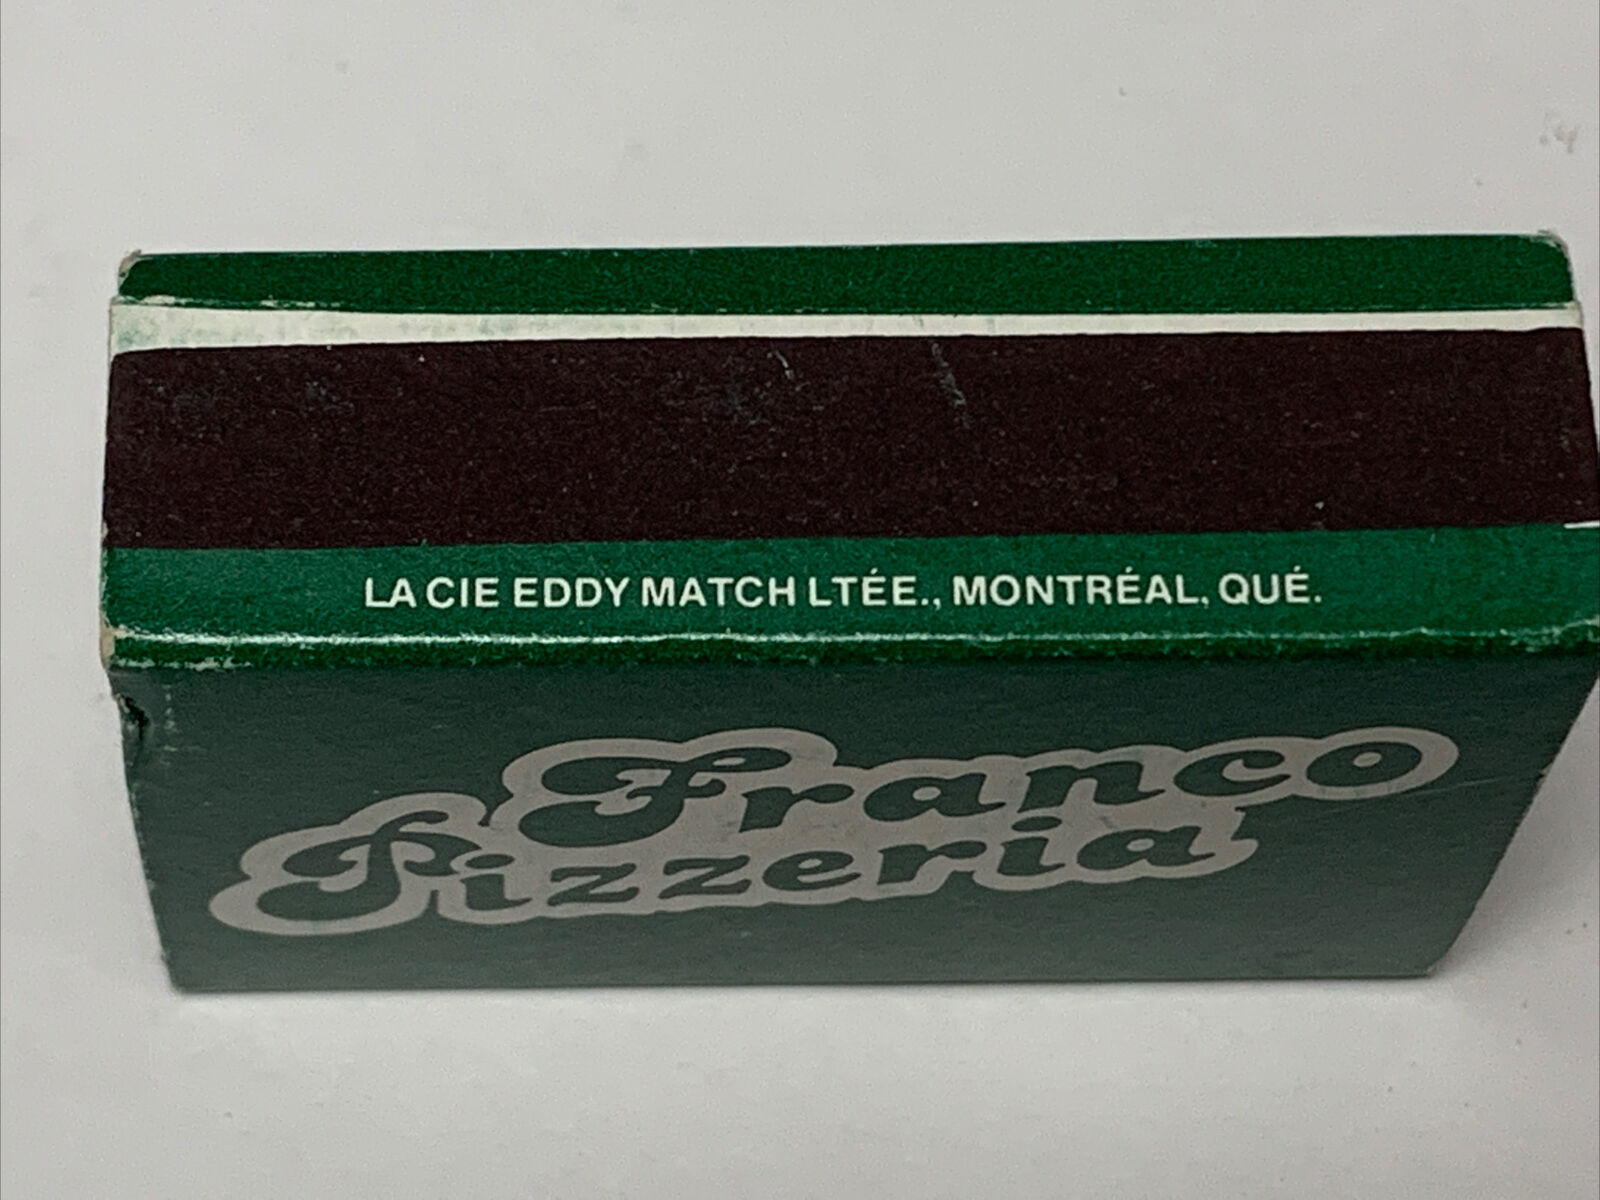 LA CIE EDDY MATCH LTÉE., MONTRÉAL, QUÉ.
Franco
Pizzeria